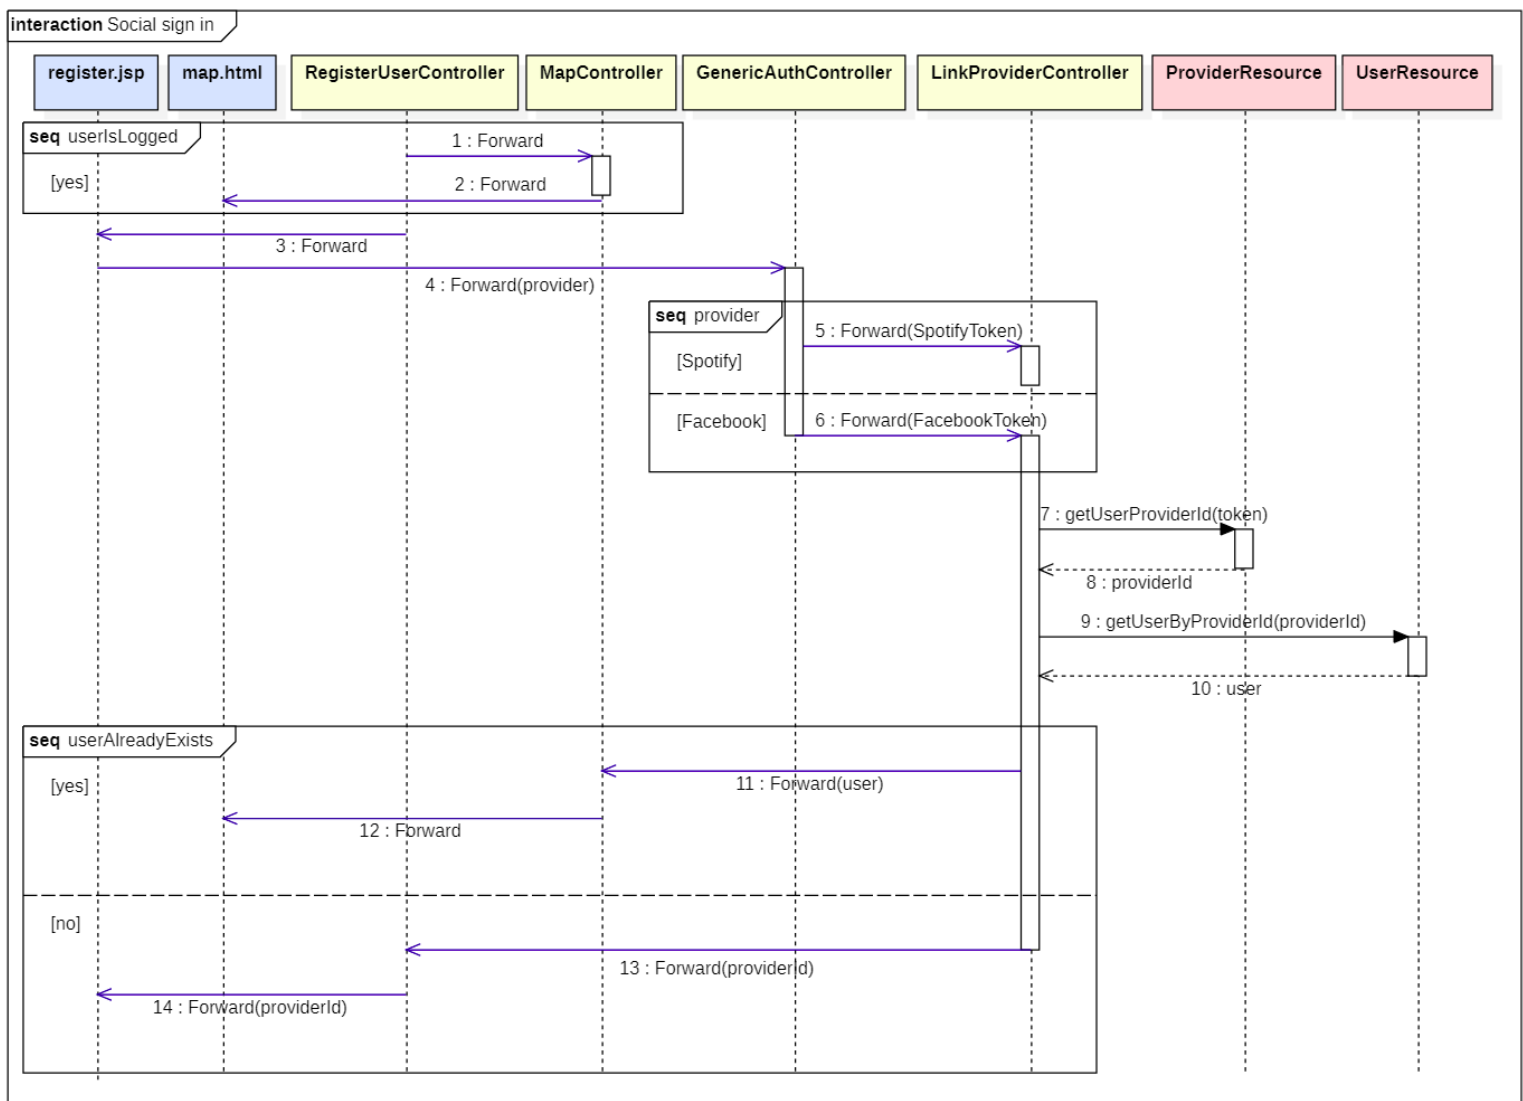 interaction Social sign in
register.jsp
map.html
RegisterUserController
MapController
GenericAuthController
LinkProviderController
ProviderResource
UserResource
seq userIsLogged
1 : Forward
[yes]
2 : Forward
3 : Forward
4 : Forward(provider)
seq provider
5 : Forward(SpotifyToken)
[Spotify]
[Facebook]
6 : Forward(FacebookToken)
7 : getUserProviderId(token)
8 : providerId
9 : getUserByProviderId(providerId)
10 : user
seq userAlreadyExists
[yes]
11 : Forward(user)
12 : Forward
[no]
13 : Forward(providerId)
14 : Forward(providerId)